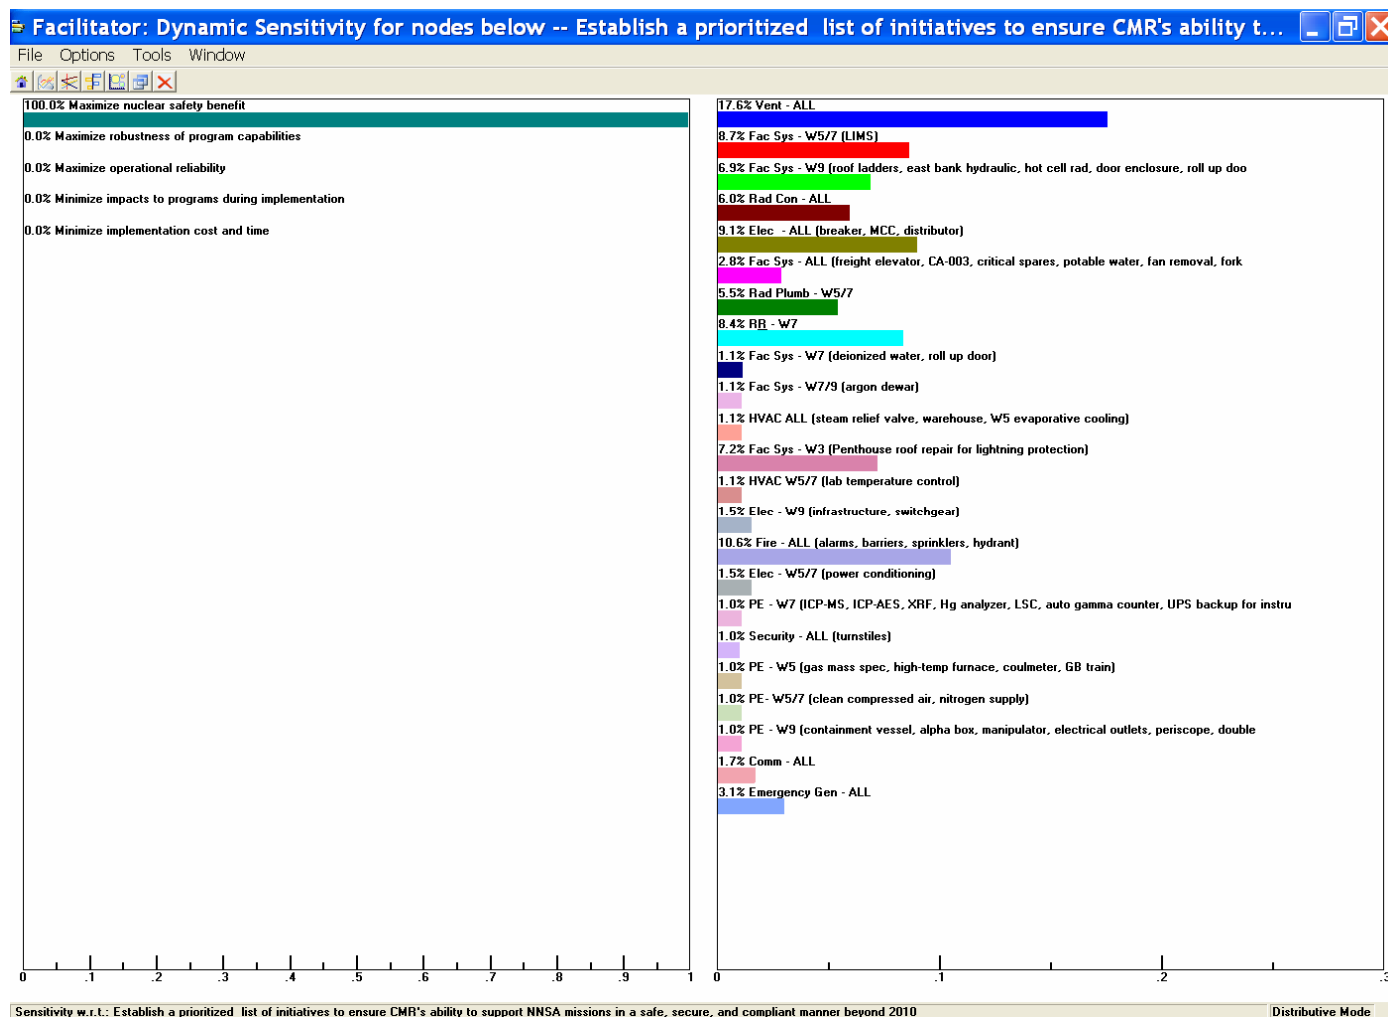 Facilitator: Dynamic Sensitivity for nodes below -- Establish a prioritized list of initiatives to ensure CMR's ability t...
File Options Tools Window
100.0% Maximize nuclear safety benefit
0.0% Maximize robustness of program capabilities
0.0% Maximize operational reliability
0.0% Minimize impacts to programs during implementation
0.0% Minimize implementation cost and time
0 .1 .2 .3 .4 .5 .6 .7 .8 .9 1
17.6% Vent - ALL
8.7% Fac Sys - W5/7 (LIMS)
6.9% Fac Sys - W9 (roof ladders, east bank hydraulic, hot cell rad, door enclosure, roll up doo
6.0% Rad Con - ALL
9.1% Elec - ALL (breaker, MCC, distributor)
2.8% Fac Sys - ALL (freight elevator, CA-003, critical spares, potable water, fan removal, fork
5.5% Rad Plumb - W5/7
8.4% RR - W7
1.1% Fac Sys - W7 (deionized water, roll up door)
1.1% Fac Sys - W7/9 (argon dewar)
1.1% HVAC ALL (steam relief valve, warehouse, W5 evaporative cooling)
7.2% Fac Sys - W3 (Penthouse roof repair for lightning protection)
1.1% HVAC W5/7 (lab temperature control)
1.5% Elec - W9 (infrastructure, switchgear)
10.6% Fire - ALL (alarms, barriers, sprinklers, hydrant)
1.5% Elec - W5/7 (power conditioning)
1.0% PE - W7 (ICP-MS, ICP-AES, XRF, Hg analyzer, LSC, auto gamma counter, UPS backup for instru
1.0% Security - ALL (turnstiles)
1.0% PE - W5 (gas mass spec, high-temp furnace, coulmeter, GB train)
1.0% PE- W5/7 (clean compressed air, nitrogen supply)
1.0% PE - W9 (containment vessel, alpha box, manipulator, electrical outlets, periscope, double
1.7% Comm - ALL
3.1% Emergency Gen - ALL
0 .1 .2 .3
Sensitivity w.r.t.: Establish a prioritized list of initiatives to ensure CMR's ability to support NNSA missions in a safe, secure, and compliant manner beyond 2010
Distributive Mode